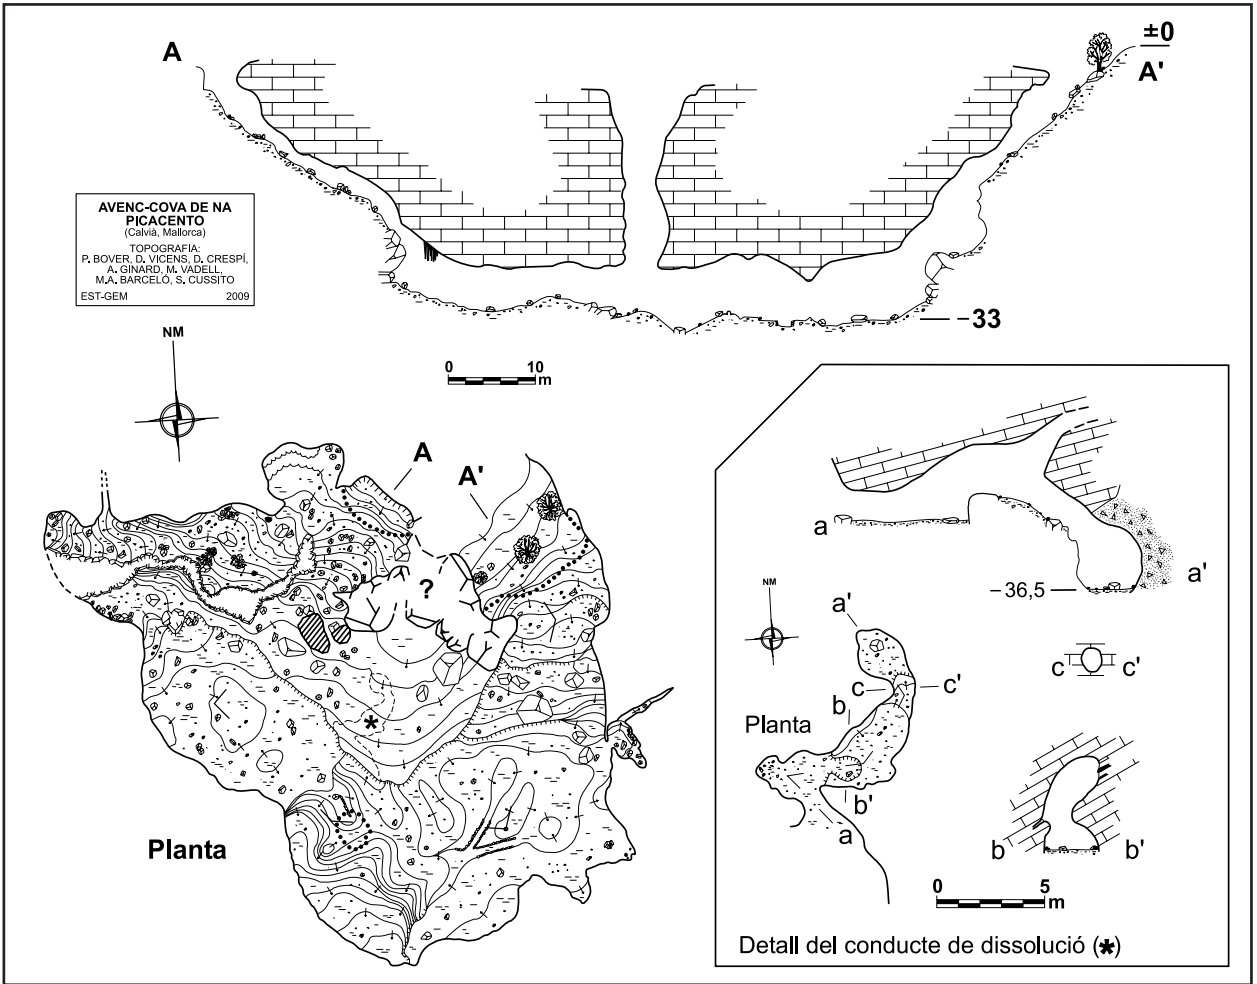 A
±0
A'
AVENC-COVA DE NA
PICACENTO
(Calvià, Mallorca)
TOPOGRAFIA:
P. BOVER, D. VICENS, D. CRESPÍ,
A. GINARD, M. VADELL,
M.A. BARCELÓ, S. CUSSITO
EST-GEM 2009
-33
NM
0 10
m
A
A'
?
*
Planta
a
a'
-36,5
NM
a'
c c'
c c'
b
Planta
b'
a
b b'
0 5
m
Detall del conducte de dissolució (*)